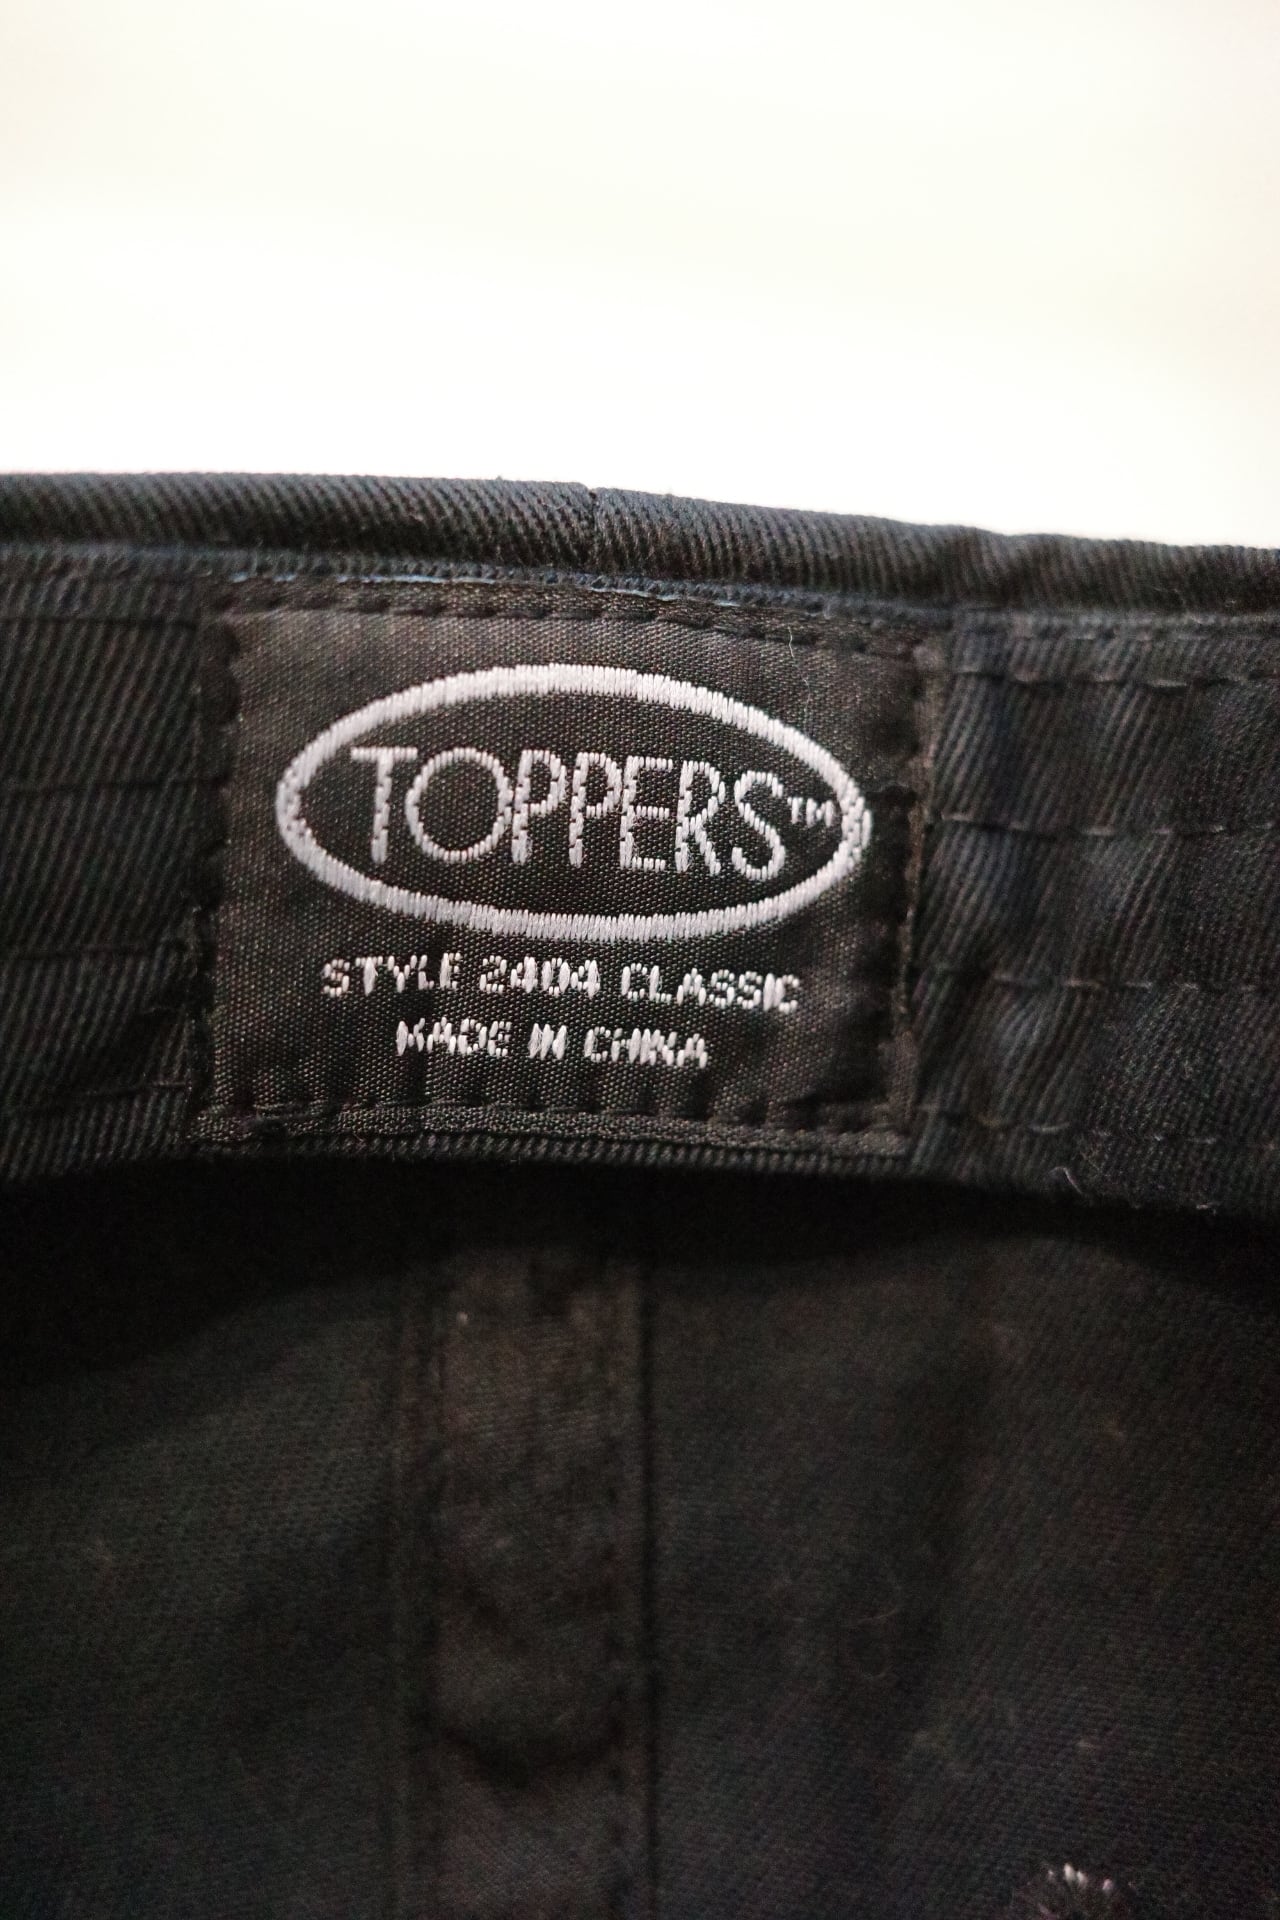 TOPPERS™
STYLE 2404 CLASSIC
MADE IN CHINA